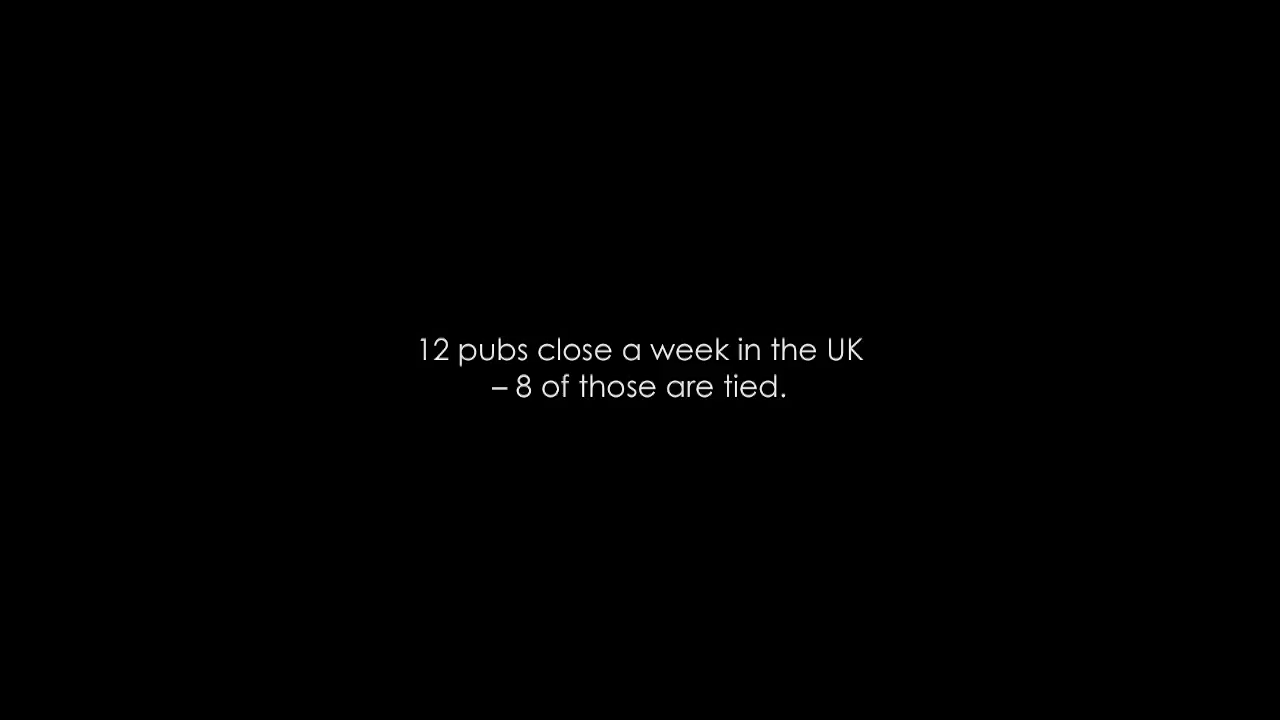 12 pubs close a week in the UK
– 8 of those are tied.